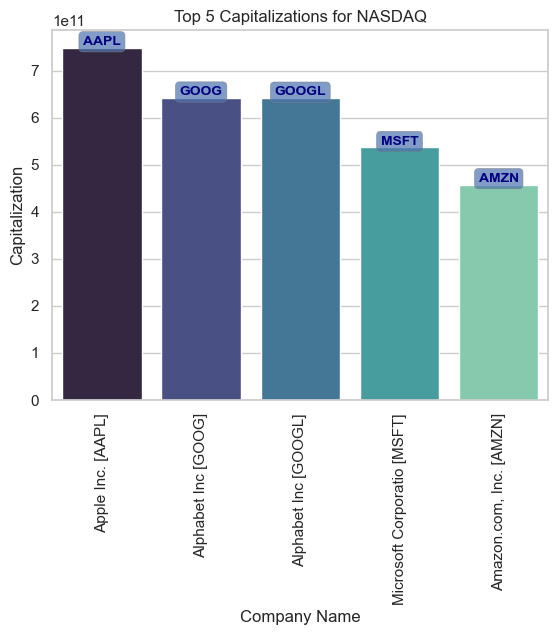 Top 5 Capitalizations for NASDAQ
1e11
Capitalization
7
6
5
4
3
2
1
0
AAPL
GOOG
GOOGL
MSFT
AMZN
Apple Inc. [AAPL]
Alphabet Inc [GOOG]
Alphabet Inc [GOOGL]
Microsoft Corporatio [MSFT]
Amazon.com, Inc. [AMZN]
Company Name